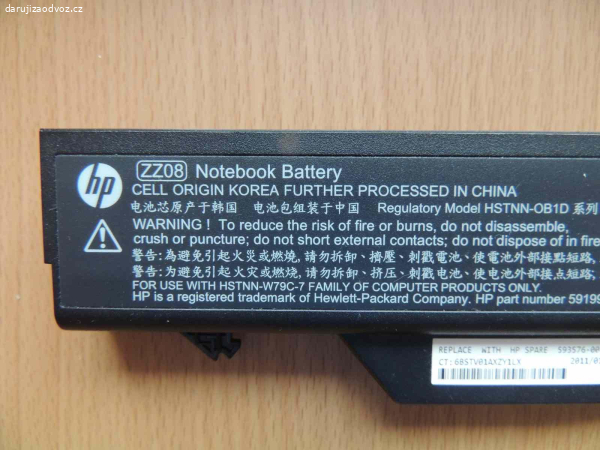 darujizaodvoz.cz
hp ZZ08 Notebook Battery
CELL ORIGIN KOREA FURTHER PROCESSED IN CHINA
电池芯原产于韩国 电池包组装于中国 Regulatory Model HSTNN-OB1D 系列
WARNING! To reduce the risk of fire or burns, do not disassemble,
crush or puncture; do not short external contacts; do not dispose of in fire
警告:為避免引起火災或燃燒,請勿拆卸、擠壓、刺戳電池、使電池外部接點短路,
警告:为避免引起火灾或燃烧,请勿拆卸、挤压、刺戳电池、使电池外部接点短路,
FOR USE WITH HSTNN-W79C-7 FAMILY OF COMPUTER PRODUCTS ONLY.
HP is a registered trademark of Hewlett-Packard Company. HP part number 59199
REPLACE WITH HP SPARE 593576-00
CT: 6BSTV01AXZY1LX 2011/0